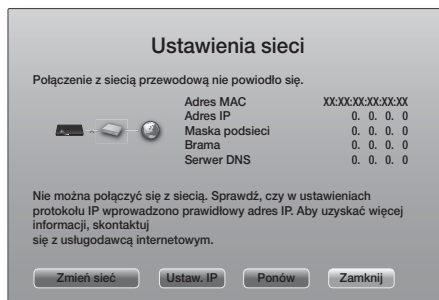 Ustawienia sieci
Połączenie z siecią przewodową nie powiodło się.
Adres MAC XX:XX:XX:XX:XX:XX
Adres IP 0. 0. 0. 0
Maska podsieci 0. 0. 0. 0
Brama 0. 0. 0. 0
Serwer DNS 0. 0. 0. 0
Nie można połączyć się z siecią. Sprawdź, czy w ustawieniach
protokołu IP wprowadzono prawidłowy adres IP. Aby uzyskać więcej
informacji, skontaktuj
się z usługodawcą internetowym.
Zmień sieć Ustaw. IP Ponów Zamknij